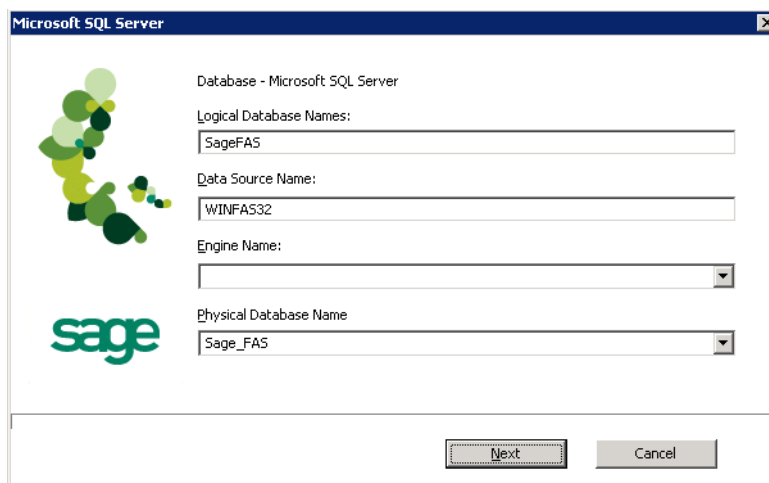 Microsoft SQL Server
Database - Microsoft SQL Server
Logical Database Names:
SageFAS
Data Source Name:
WINFAS32
Engine Name:
Physical Database Name
Sage_FAS
sage
Next
Cancel